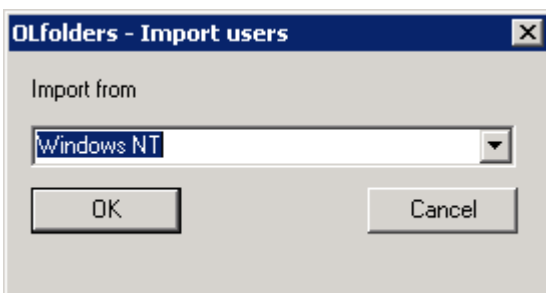 OLfolders - Import users
Import from
Windows NT
OK
Cancel